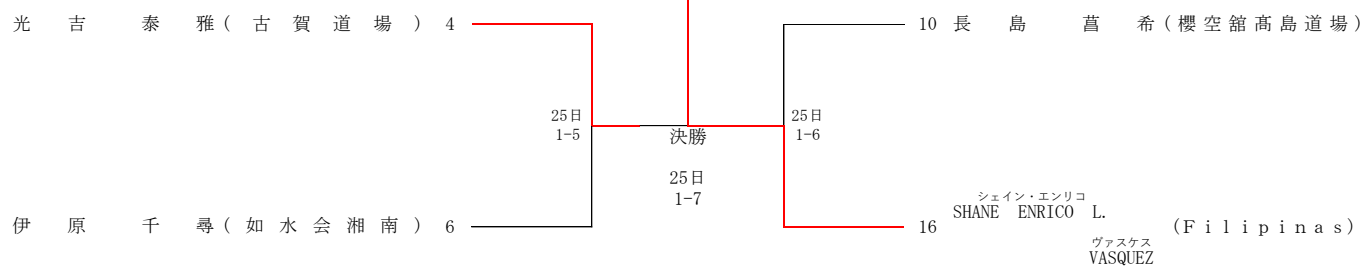 光吉 泰雅(古賀道場) 4
10 長島 菖希(櫻空舘髙島道場)
25日
1-5
25日
1-6
決勝
25日
1-7
伊原 千尋(如水会湘南) 6
シェイン・エンリコ
16 SHANE ENRICO L.
(Filipinas)
ヴァスケス
VASQUEZ